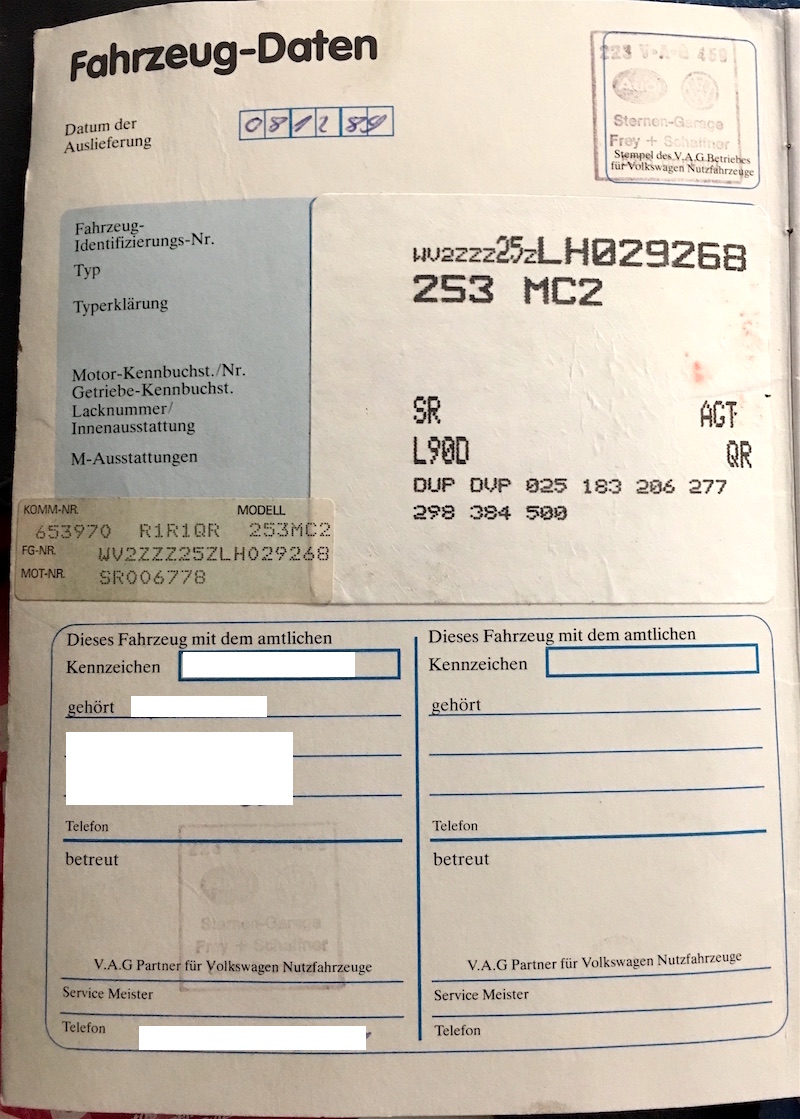 Fahrzeug-Daten
Datum der
Auslieferung
08 12 89
223 V·A·G 459
Audi
Sternen-Garage
Frey + Schaffner
Stempel des V.A.G Betriebes
für Volkswagen Nutzfahrzeuge
Fahrzeug-
Identifizierungs-Nr.
WV2ZZZ25ZLH029268
Typ
253 MC2
Typerklärung
Motor-Kennbuchst./Nr.
Getriebe-Kennbuchst.
SR AGT
Lacknummer/
Innenausstattung
L90D QR
M-Ausstattungen
DUP DVP 025 183 206 277
298 384 500
KOMM-NR. MODELL
653970 R1R1QR 253MC2
FG-NR. WV2ZZZ25ZLH029268
MOT-NR. SR006778
Dieses Fahrzeug mit dem amtlichen
Kennzeichen
gehört
Telefon
betreut
223 V 459
Sternen-Garage
Frey + Schaffner
V.A.G Partner für Volkswagen Nutzfahrzeuge
Service Meister
Telefon
Dieses Fahrzeug mit dem amtlichen
Kennzeichen
gehört
Telefon
betreut
V.A.G Partner für Volkswagen Nutzfahrzeuge
Service Meister
Telefon